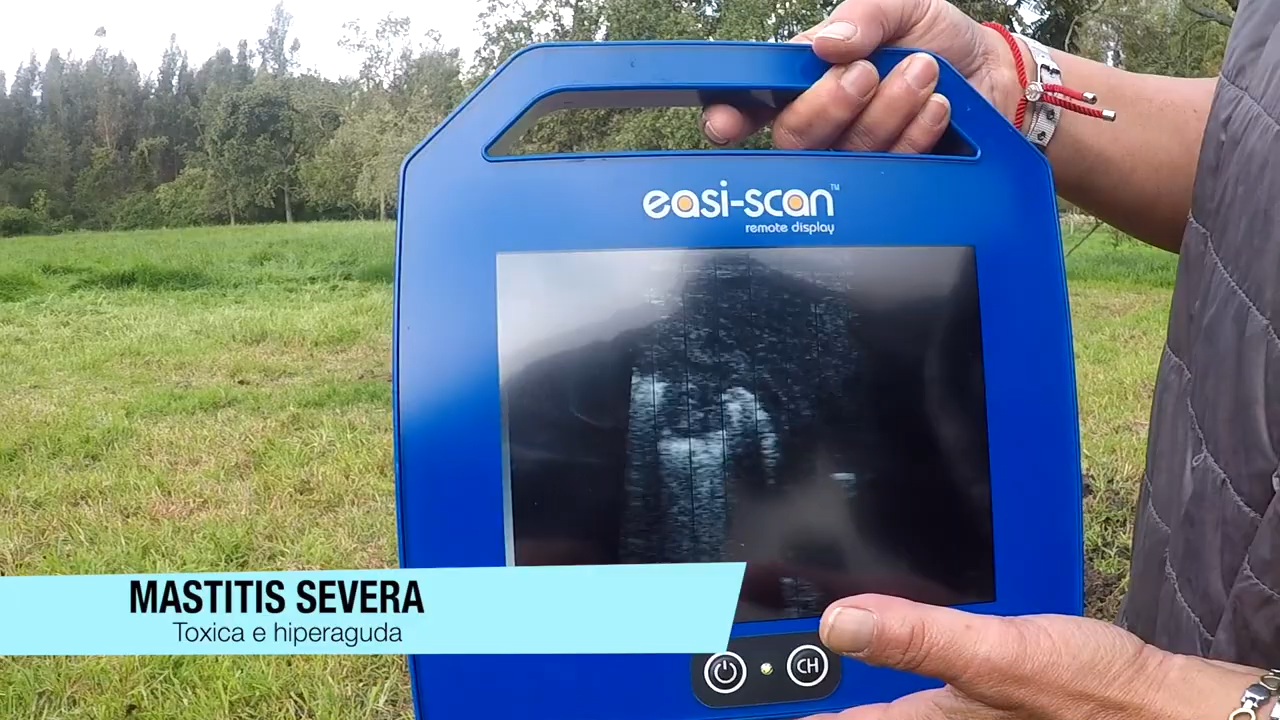 easi-scan™
remote display
MASTITIS SEVERA
Toxica e hiperaguda
CH